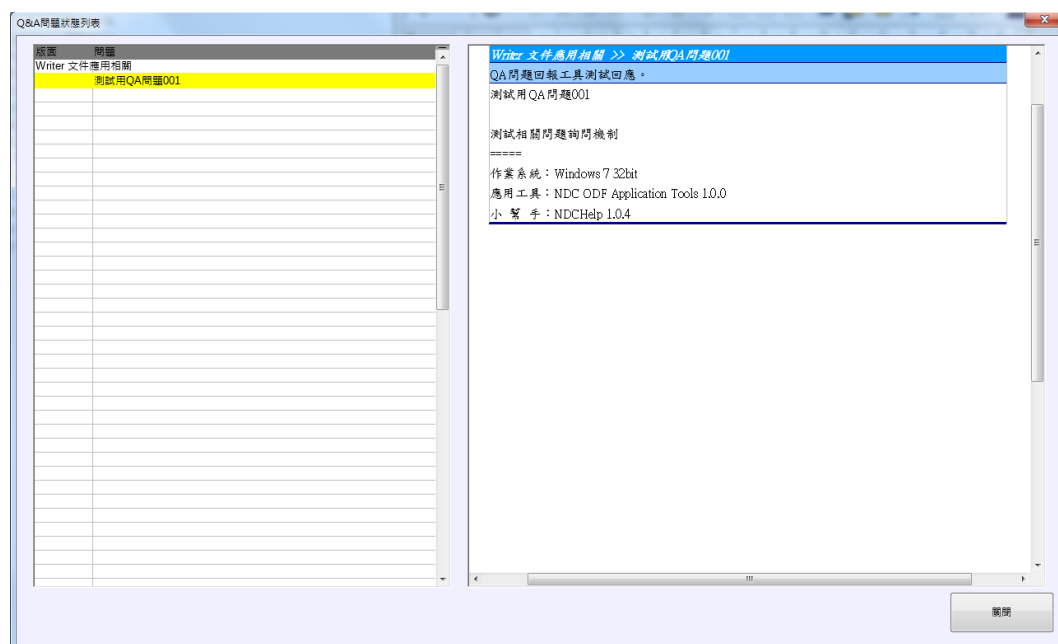 Q&A問題狀態列表
版面 問題
Writer 文件應用相關
測試用QA問題001
Writer 文件應用相關 >> 測試用QA問題001
QA問題回報工具測試回應。
測試用QA問題001
測試相關問題詢問機制
=====
作業系統：Windows 7 32bit
應用工具：NDC ODF Application Tools 1.0.0
小 幫 手：NDCHelp 1.0.4
關閉